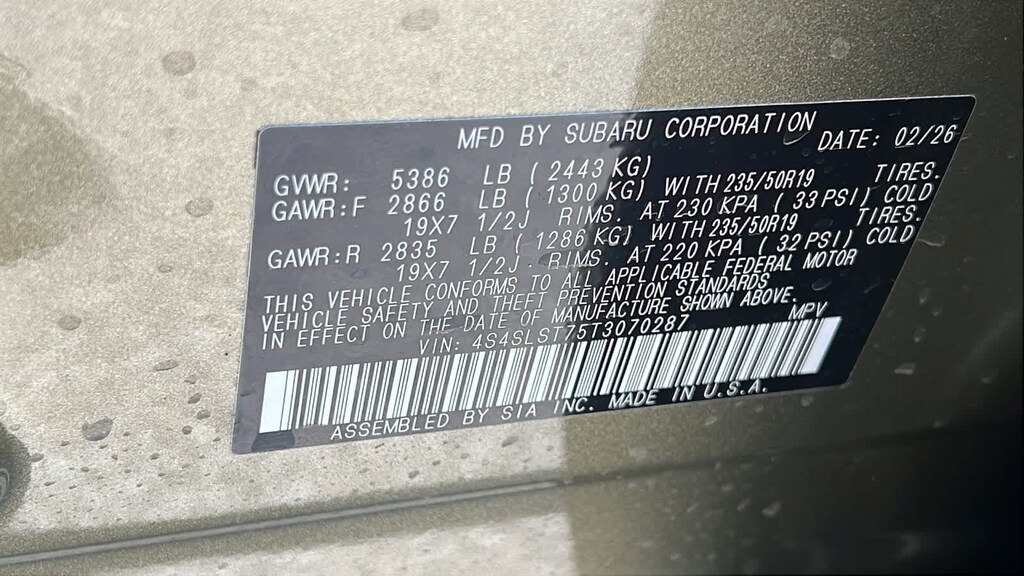 MFD BY SUBARU CORPORATION DATE: 02/26
GVWR: 5386 LB ( 2443 KG)
GAWR:F 2866 LB ( 1300 KG) WITH 235/50R19 TIRES.
19X7 1/2J RIMS. AT 230 KPA ( 33 PSI) COLD
GAWR:R 2835 LB ( 1286 KG) WITH 235/50R19 TIRES.
19X7 1/2J RIMS. AT 220 KPA ( 32 PSI) COLD
THIS VEHICLE CONFORMS TO ALL APPLICABLE FEDERAL MOTOR
VEHICLE SAFETY AND THEFT PREVENTION STANDARDS
IN EFFECT ON THE DATE OF MANUFACTURE SHOWN ABOVE.
VIN: 4S4SLST75T3070287 MPV
ASSEMBLED BY SIA INC. MADE IN U.S.A.